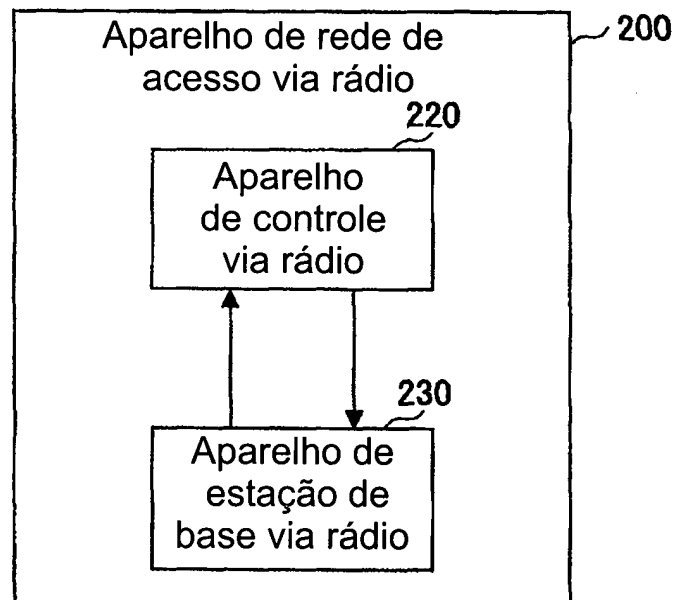 Aparelho de rede de
acesso via rádio
200
220
Aparelho
de controle
via rádio
230
Aparelho de
estação de
base via rádio